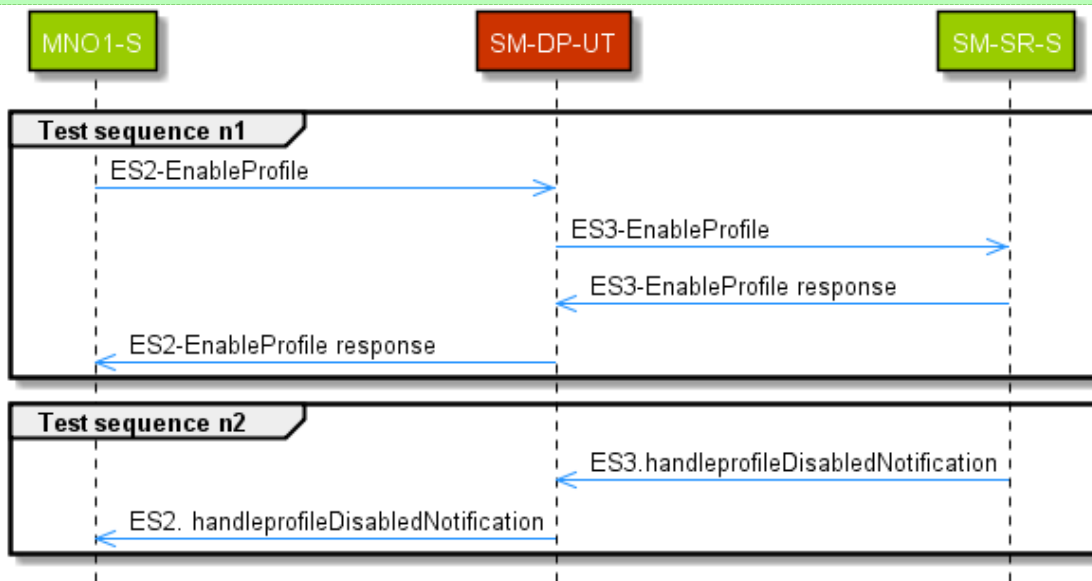 MNO1-S
SM-DP-UT
SM-SR-S
Test sequence n1
ES2-EnableProfile
ES3-EnableProfile
ES3-EnableProfile response
ES2-EnableProfile response
Test sequence n2
ES3.handleprofileDisabledNotification
ES2. handleprofileDisabledNotification